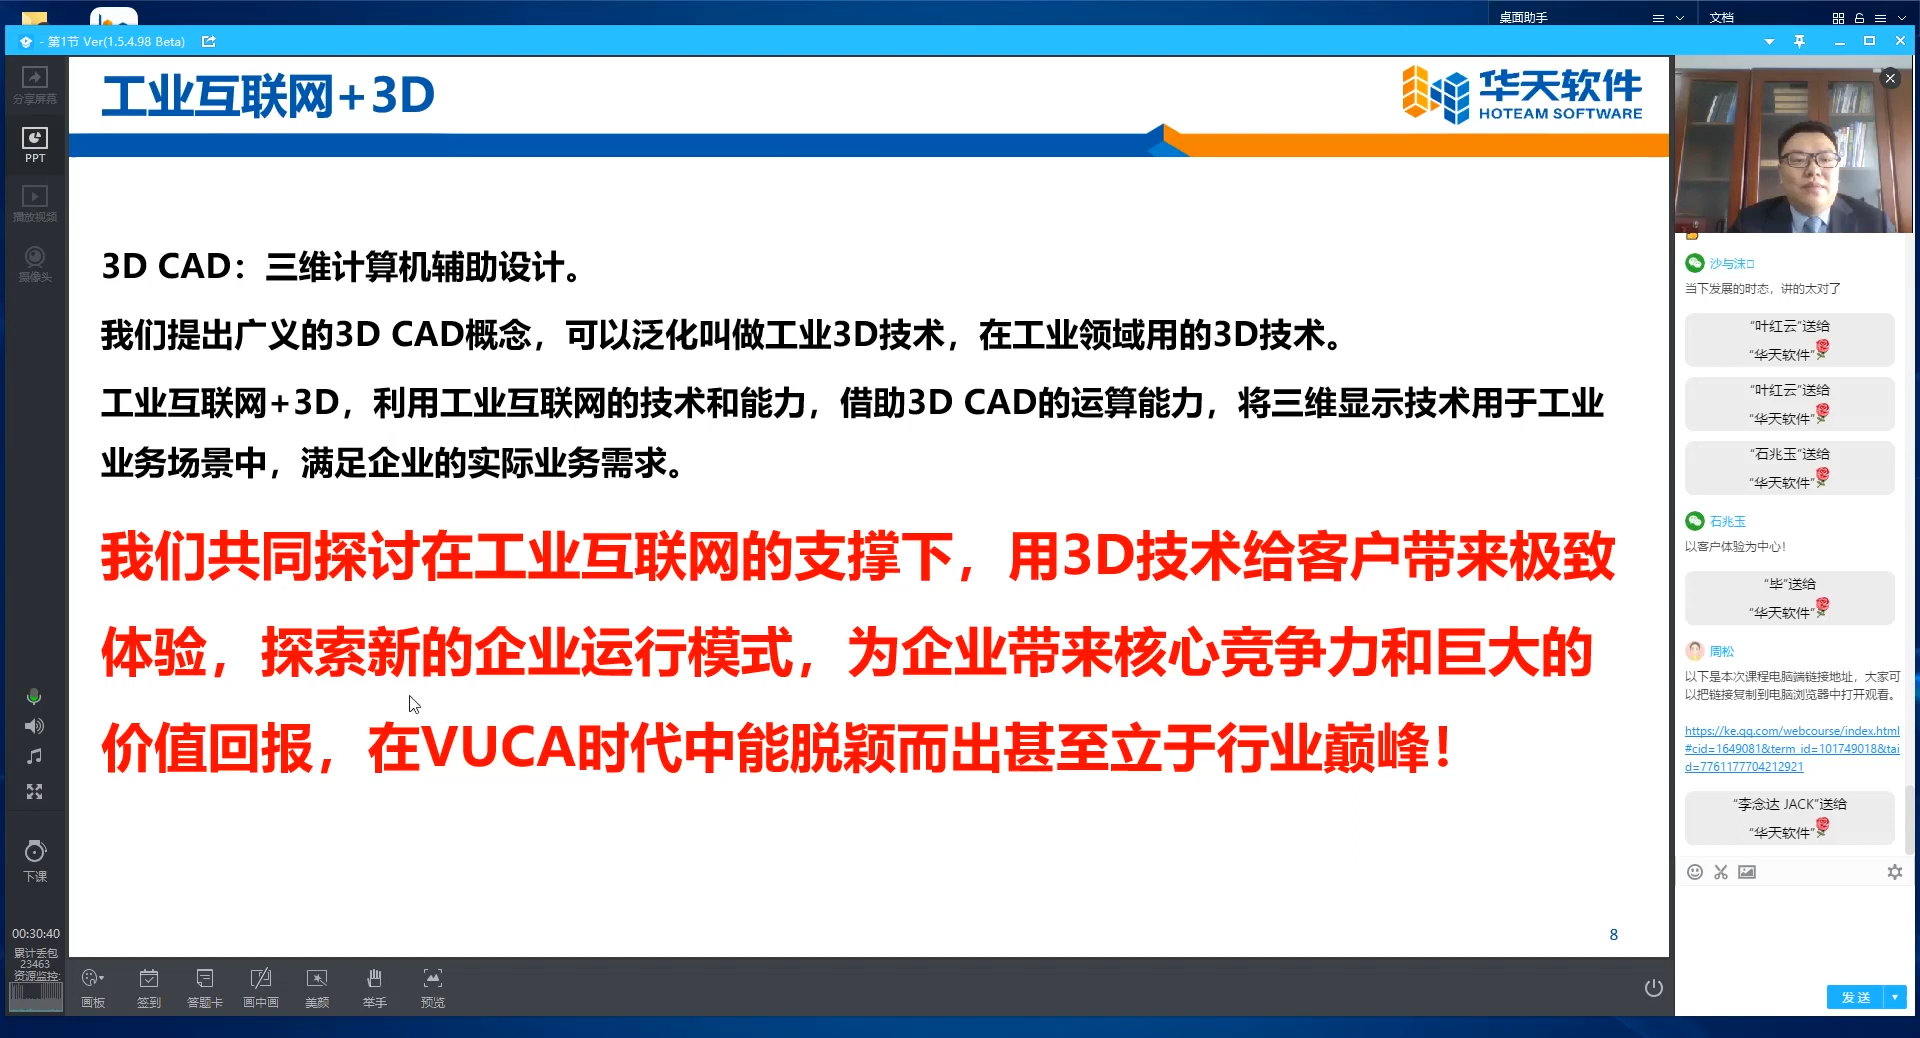 桌面助手
文档
- 第1节 Ver(1.5.4.98 Beta)
分享屏幕
PPT
播放视频
摄像头
下课
00:30:40
累计丢包
23463
资源监控:
工业互联网+3D
华天软件
HOTEAM SOFTWARE
3D CAD：三维计算机辅助设计。
我们提出广义的3D CAD概念，可以泛化叫做工业3D技术，在工业领域用的3D技术。
工业互联网+3D，利用工业互联网的技术和能力，借助3D CAD的运算能力，将三维显示技术用于工业
业务场景中，满足企业的实际业务需求。
我们共同探讨在工业互联网的支撑下，用3D技术给客户带来极致
体验，探索新的企业运行模式，为企业带来核心竞争力和巨大的
价值回报，在VUCA时代中能脱颖而出甚至立于行业巅峰！
8
画板
签到
答题卡
画中画
美颜
举手
预览
沙与沫
当下发展的时态，讲的太对了
“叶红云”送给
“华天软件”
“叶红云”送给
“华天软件”
“石兆玉”送给
“华天软件”
石兆玉
以客户体验为中心！
“毕”送给
“华天软件”
周松
以下是本次课程电脑端链接地址，大家可
以把链接复制到电脑浏览器中打开观看。
https://ke.qq.com/webcourse/index.html
#cid=1649081&term_id=101749018&tai
d=7761177704212921
“李念达 JACK”送给
“华天软件”
发送